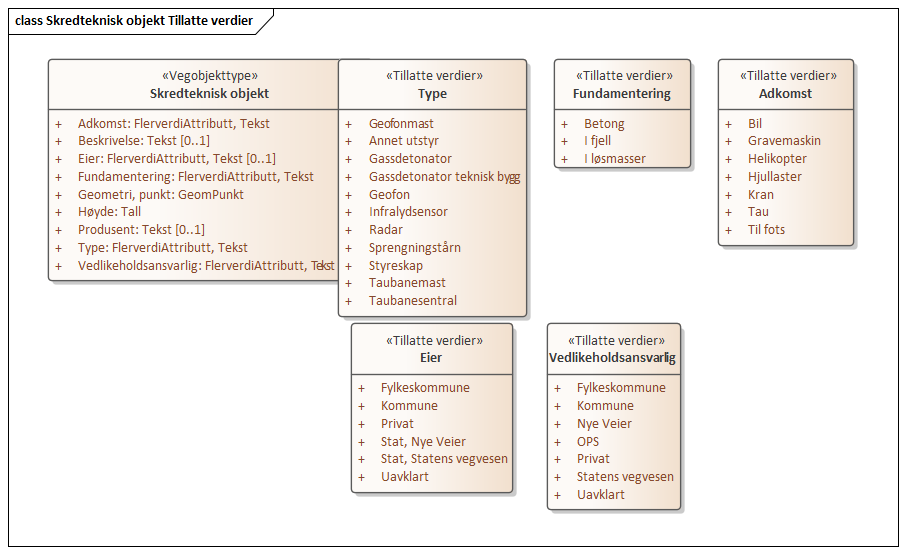 class Skredteknisk objekt Tillatte verdier
«Vegobjekttype»
Skredteknisk objekt
+ Adkomst: FlerverdiAttributt, Tekst
+ Beskrivelse: Tekst [0..1]
+ Eier: FlerverdiAttributt, Tekst [0..1]
+ Fundamentering: FlerverdiAttributt, Tekst
+ Geometri, punkt: GeomPunkt
+ Høyde: Tall
+ Produsent: Tekst [0..1]
+ Type: FlerverdiAttributt, Tekst
+ Vedlikeholdsansvarlig: FlerverdiAttributt, Tekst
«Tillatte verdier»
Type
+ Geofonmast
+ Annet utstyr
+ Gassdetonator
+ Gassdetonator teknisk bygg
+ Geofon
+ Infralydsensor
+ Radar
+ Sprengningstårn
+ Styreskap
+ Taubanemast
+ Taubanesentral
«Tillatte verdier»
Fundamentering
+ Betong
+ I fjell
+ I løsmasser
«Tillatte verdier»
Adkomst
+ Bil
+ Gravemaskin
+ Helikopter
+ Hjullaster
+ Kran
+ Tau
+ Til fots
«Tillatte verdier»
Eier
+ Fylkeskommune
+ Kommune
+ Privat
+ Stat, Nye Veier
+ Stat, Statens vegvesen
+ Uavklart
«Tillatte verdier»
Vedlikeholdsansvarlig
+ Fylkeskommune
+ Kommune
+ Nye Veier
+ OPS
+ Privat
+ Statens vegvesen
+ Uavklart